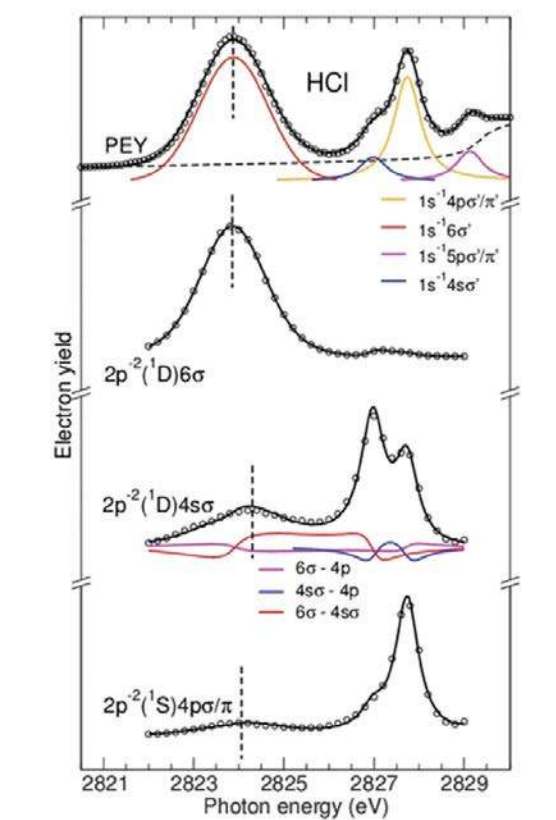 HCl
PEY
1s⁻¹4pσ'/π'
1s⁻¹6σ'
1s⁻¹5pσ'/π'
1s⁻¹4sσ'
Electron yield
2p⁻²(¹D)6σ
2p⁻²(¹D)4sσ
6σ - 4p
4sσ - 4p
6σ - 4sσ
2p⁻²(¹S)4pσ/π
2821 2823 2825 2827 2829
Photon energy (eV)